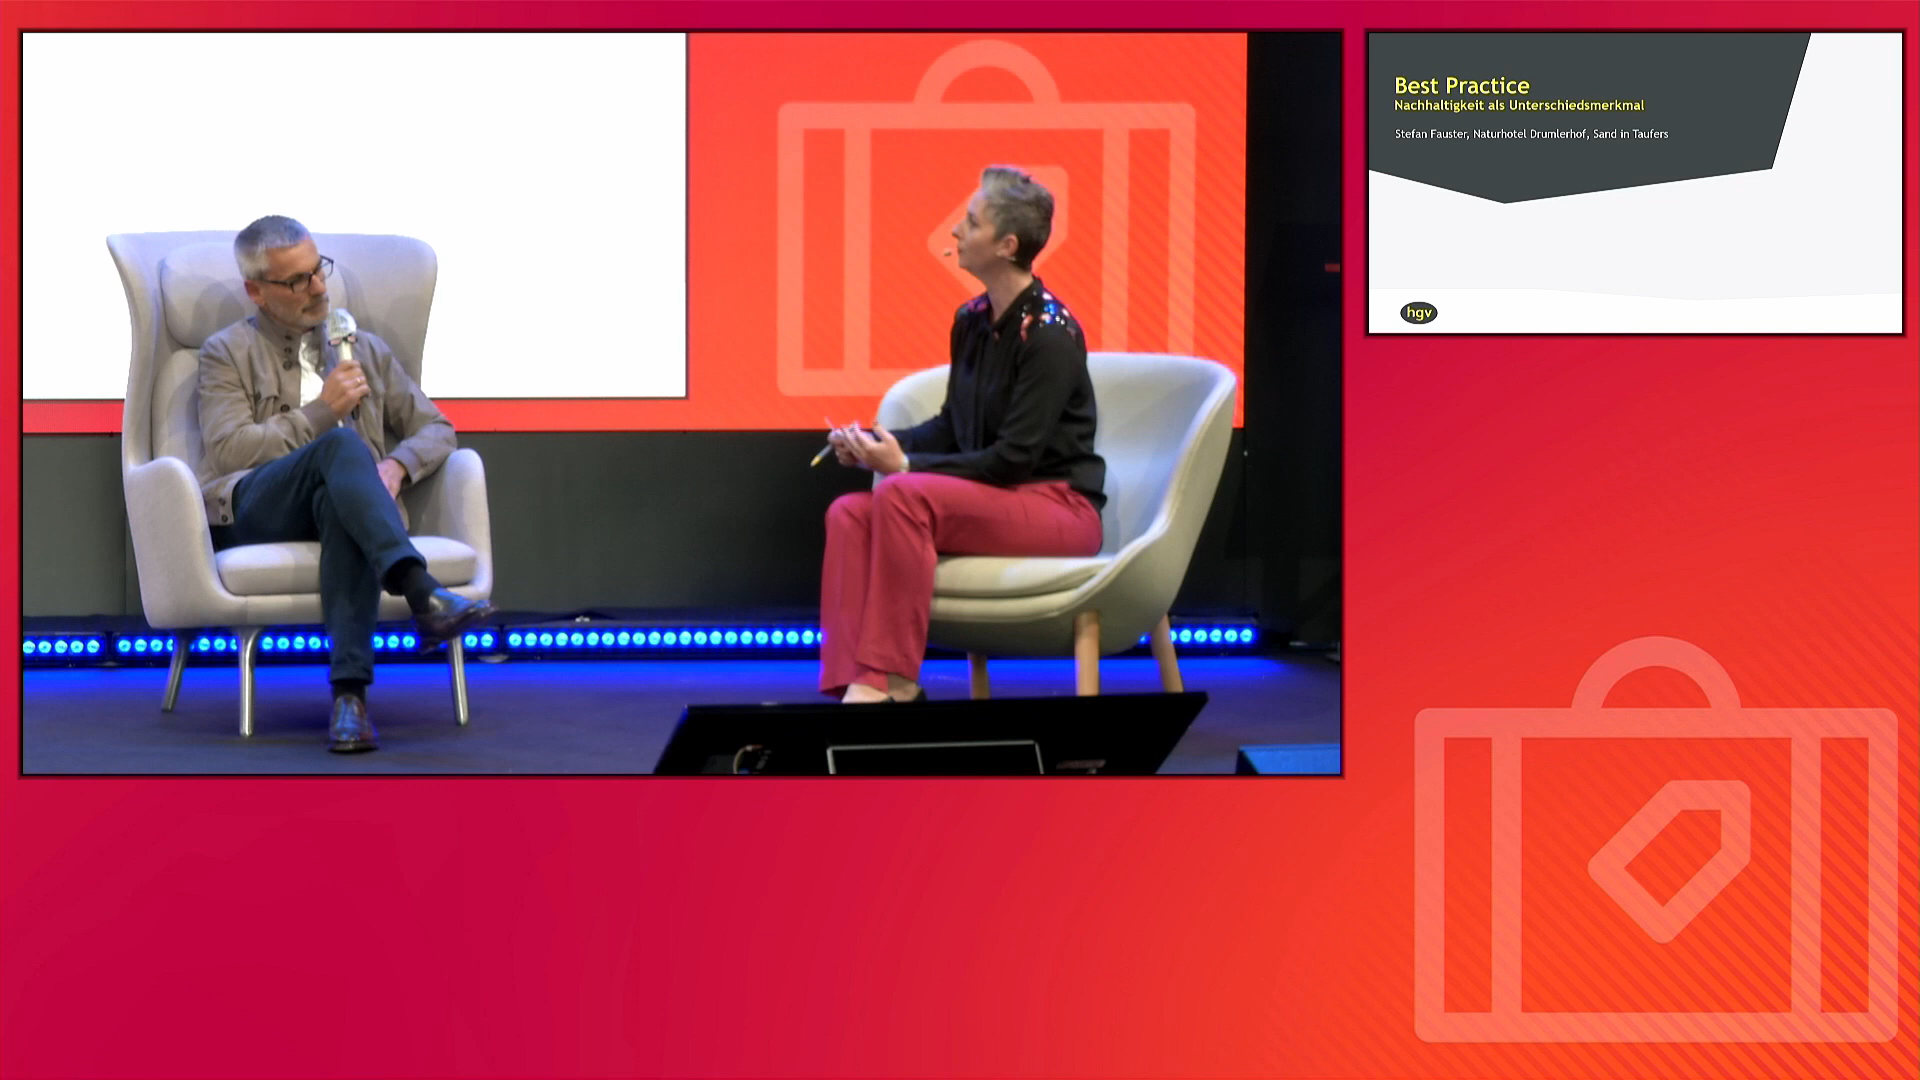 Best Practice
Nachhaltigkeit als Unterschiedsmerkmal
Stefan Fauster, Naturhotel Drumlerhof, Sand in Taufers
hgv